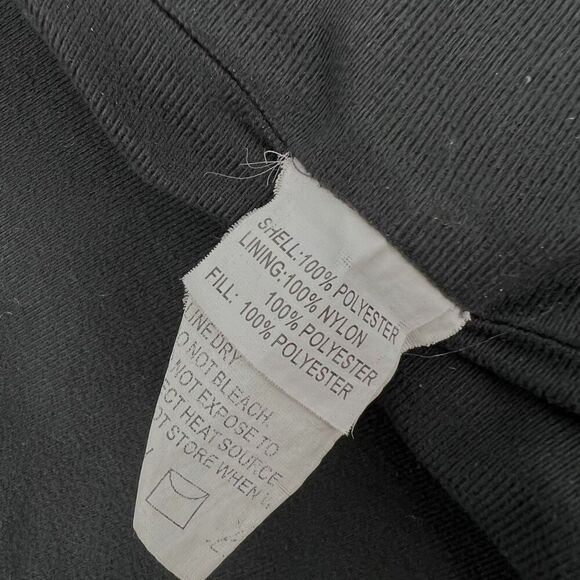 SHELL:100% POLYESTER
LINING:100% NYLON
100% POLYESTER
FILL: 100% POLYESTER
LINE DRY
NOT BLEACH
NOT EXPOSE TO
HEAT SOURCE
STORE WHEN